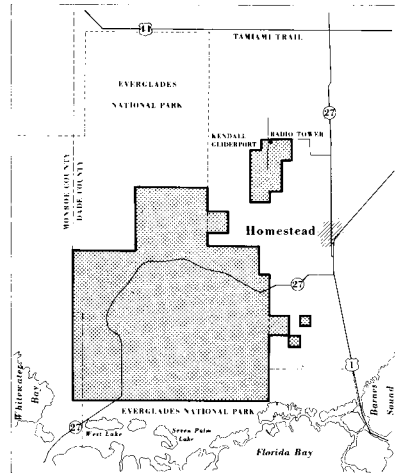 41
TAMIAMI TRAIL
EVERGLADES
NATIONAL PARK
27
KENDALL
GLIDERPORT
RADIO TOWER
MONROE COUNTY
DADE COUNTY
Homestead
27
1
Whitewater
Bay
Barnes
Sound
EVERGLADES NATIONAL PARK
27
West Lake
Seven Palm
Lake
Florida Bay